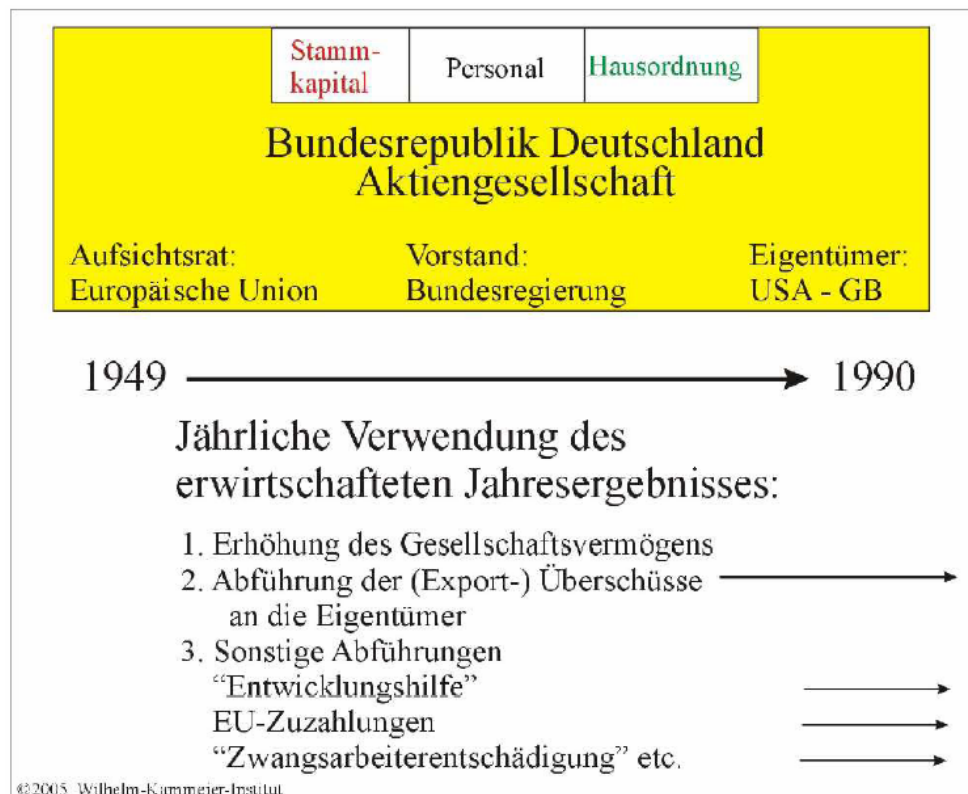 Stamm-
kapital
Personal
Hausordnung
Bundesrepublik Deutschland
Aktiengesellschaft
Aufsichtsrat:
Europäische Union
Vorstand:
Bundesregierung
Eigentümer:
USA - GB
1949
1990
Jährliche Verwendung des
erwirtschafteten Jahresergebnisses:
1. Erhöhung des Gesellschaftsvermögens
2. Abführung der (Export-) Überschüsse
an die Eigentümer
3. Sonstige Abführungen
“Entwicklungshilfe”
EU-Zuzahlungen
“Zwangsarbeiterentschädigung” etc.
©2005 Wilhelm-Kammeier-Institut